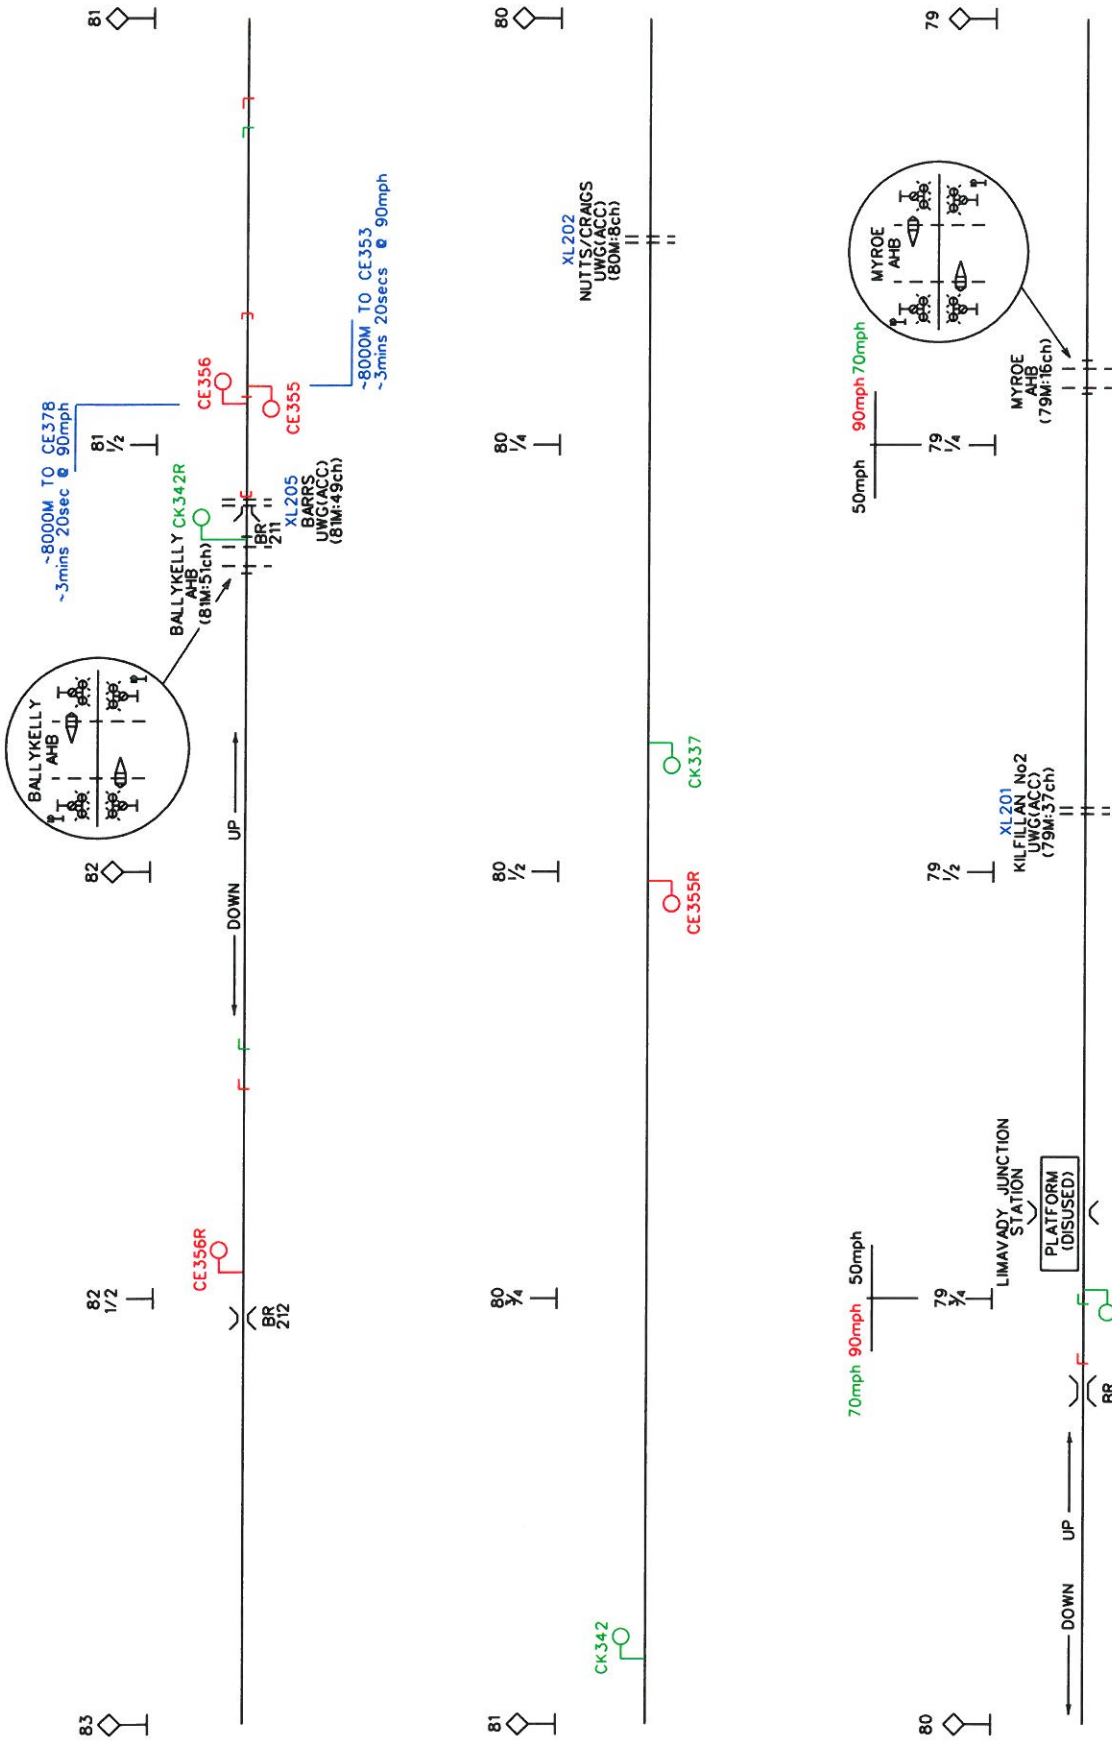 83
82
1/2
82
81
1/2
81
BALLYKELLY
AHB
~8000M TO CE378
~3mins 20sec @ 90mph
CE356R
BR
212
DOWN
UP
BALLYKELLY
AHB
(81M:51ch)
CK342R
BR
211
XL205
BARRS
UWG(ACC)
(81M:49ch)
CE356
CE355
~8000M TO CE353
~3mins 20secs @ 90mph
81
80
3/4
80
1/2
80
1/4
80
CK342
CE355R
CK337
XL202
NUTTS/CRAIGS
UWG(ACC)
(80M:8ch)
80
70mph 90mph 50mph
79
3/4
79
1/2
50mph 90mph 70mph
79
1/4
79
MYROE
AHB
DOWN
UP
BR
LIMAVADY JUNCTION
STATION
PLATFORM
(DISUSED)
XL201
KILFILLAN No2
UWG(ACC)
(79M:37ch)
MYROE
AHB
(79M:16ch)